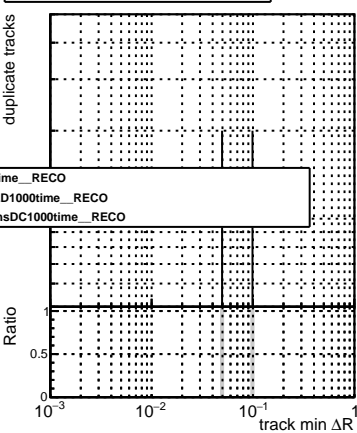 duplicate tracks
ime__RECO
D1000time__RECO
nsDC1000time__RECO
Ratio
1
0.5
0
10⁻³ 10⁻² 10⁻¹ 1
track min ΔR